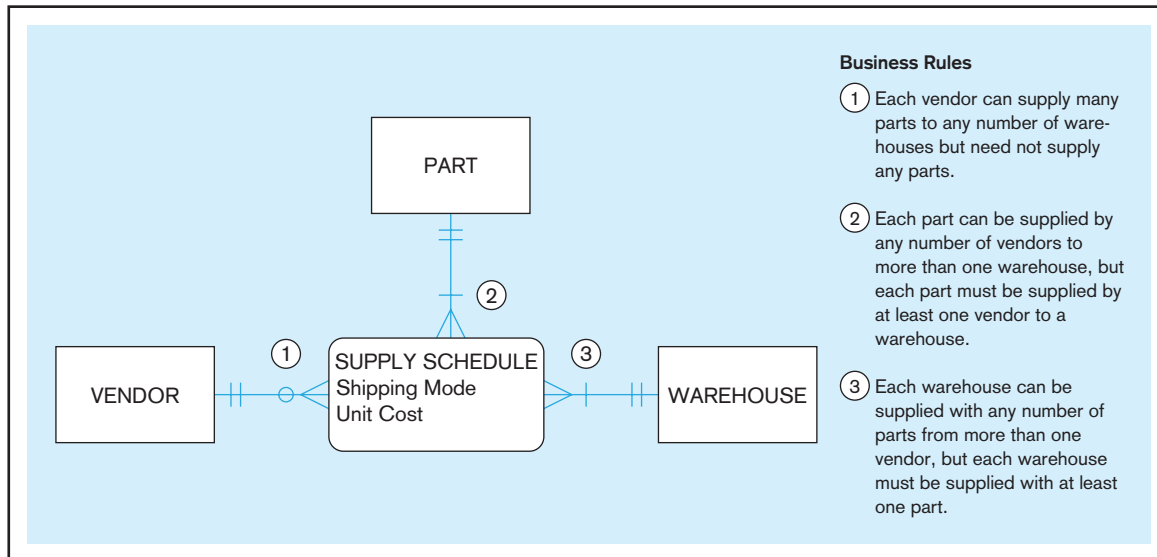 Business Rules
1 Each vendor can supply many
parts to any number of ware-
houses but need not supply
any parts.
2 Each part can be supplied by
any number of vendors to
more than one warehouse, but
each part must be supplied by
at least one vendor to a
warehouse.
3 Each warehouse can be
supplied with any number of
parts from more than one
vendor, but each warehouse
must be supplied with at least
one part.
PART
2
1
SUPPLY SCHEDULE
3
Shipping Mode
Unit Cost
VENDOR
WAREHOUSE